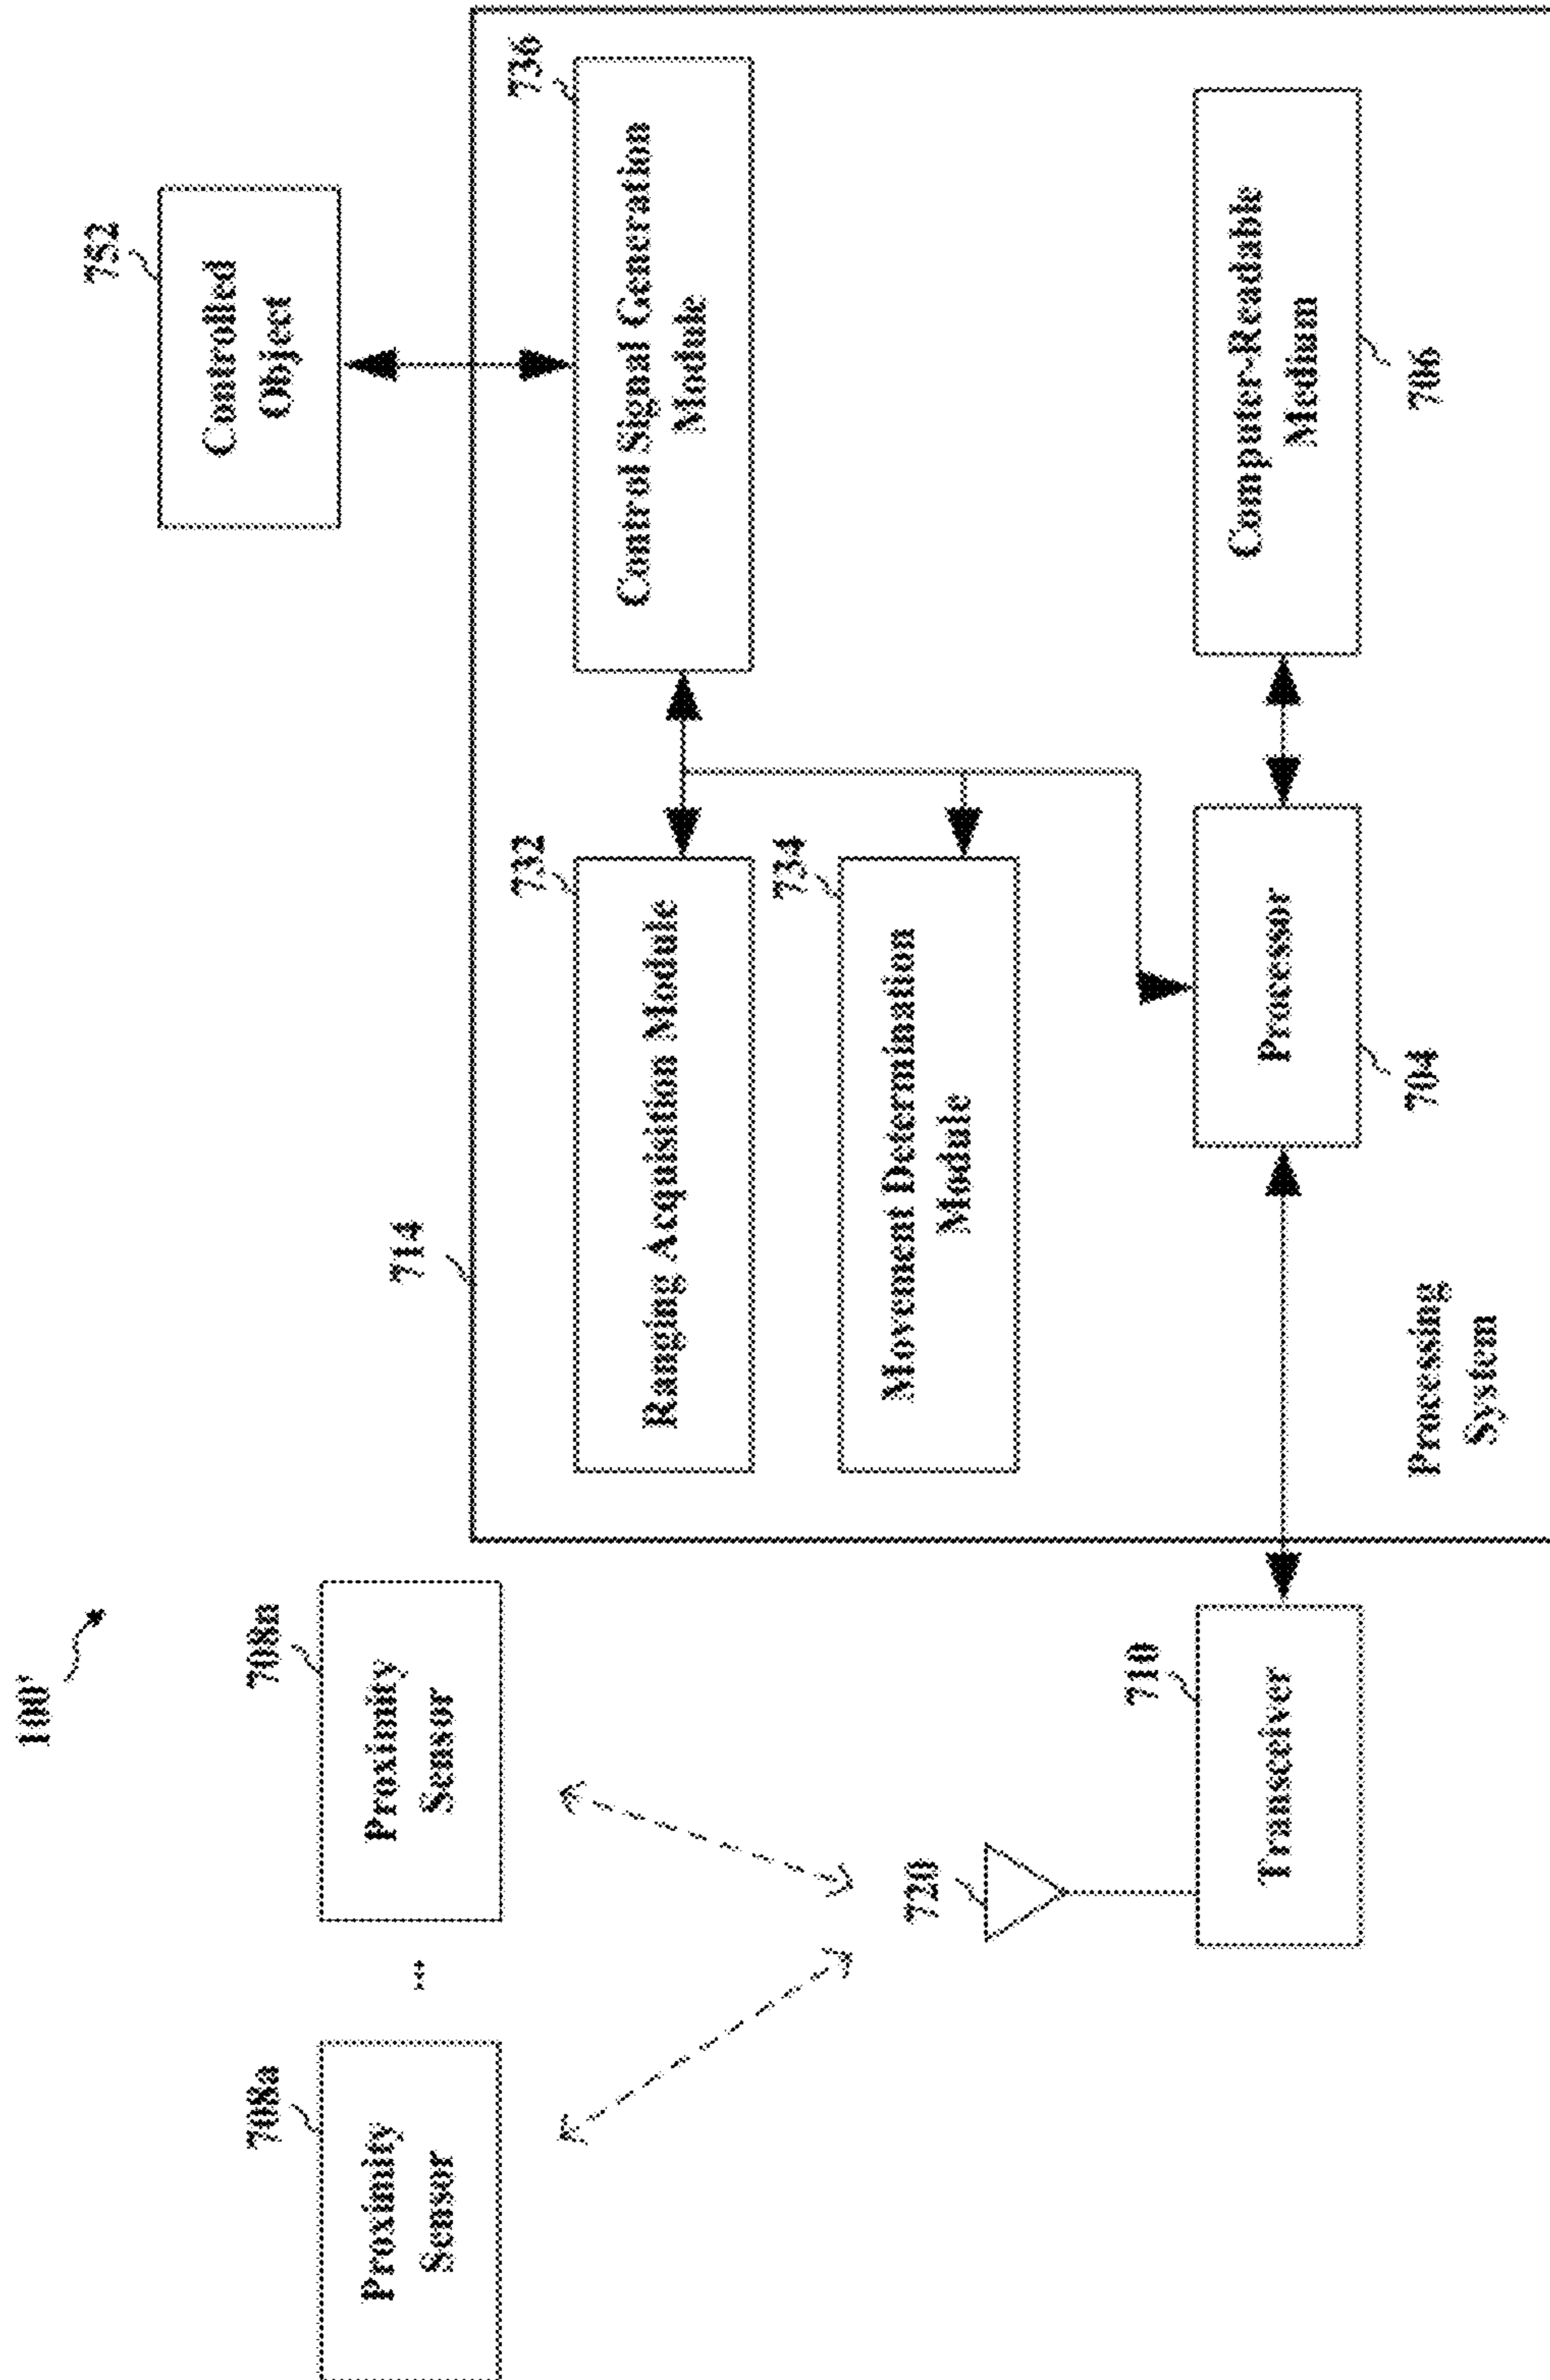 100'
708a
Proximity
Sensor
...
708n
Proximity
Sensor
720
710
Transceiver
752
Controlled
Object
714
732
Ranging Acquisition Module
736
Control Signal Generation
Module
734
Movement Determination
Module
Processor
704
Computer-Readable
Medium
706
Processing
System